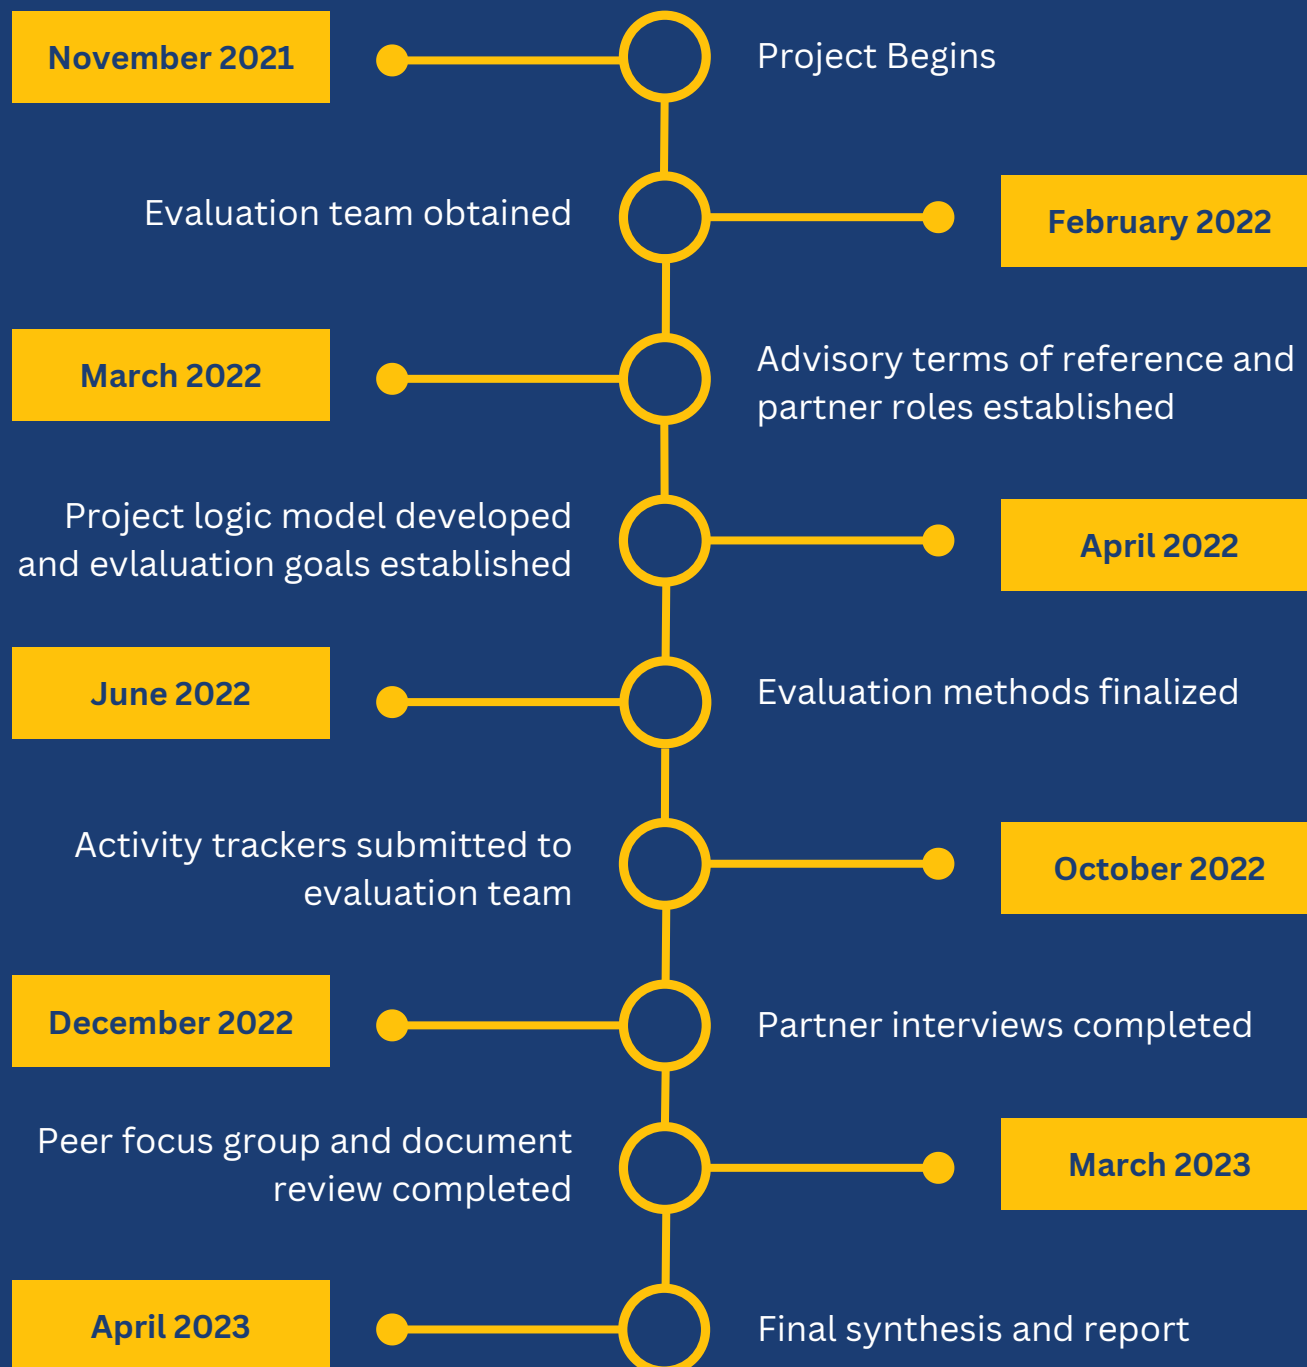 November 2021
Project Begins
Evaluation team obtained
February 2022
March 2022
Advisory terms of reference and
partner roles established
Project logic model developed
and evlaluation goals established
April 2022
June 2022
Evaluation methods finalized
Activity trackers submitted to
evaluation team
October 2022
December 2022
Partner interviews completed
Peer focus group and document
review completed
March 2023
April 2023
Final synthesis and report